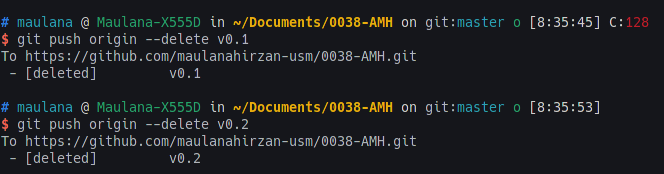 # maulana @ Maulana-X555D in ~/Documents/0038-AMH on git:master o [8:35:45] C:128
$ git push origin --delete v0.1
To https://github.com/maulanahirzan-usm/0038-AMH.git
 - [deleted]         v0.1

# maulana @ Maulana-X555D in ~/Documents/0038-AMH on git:master o [8:35:53]
$ git push origin --delete v0.2
To https://github.com/maulanahirzan-usm/0038-AMH.git
 - [deleted]         v0.2